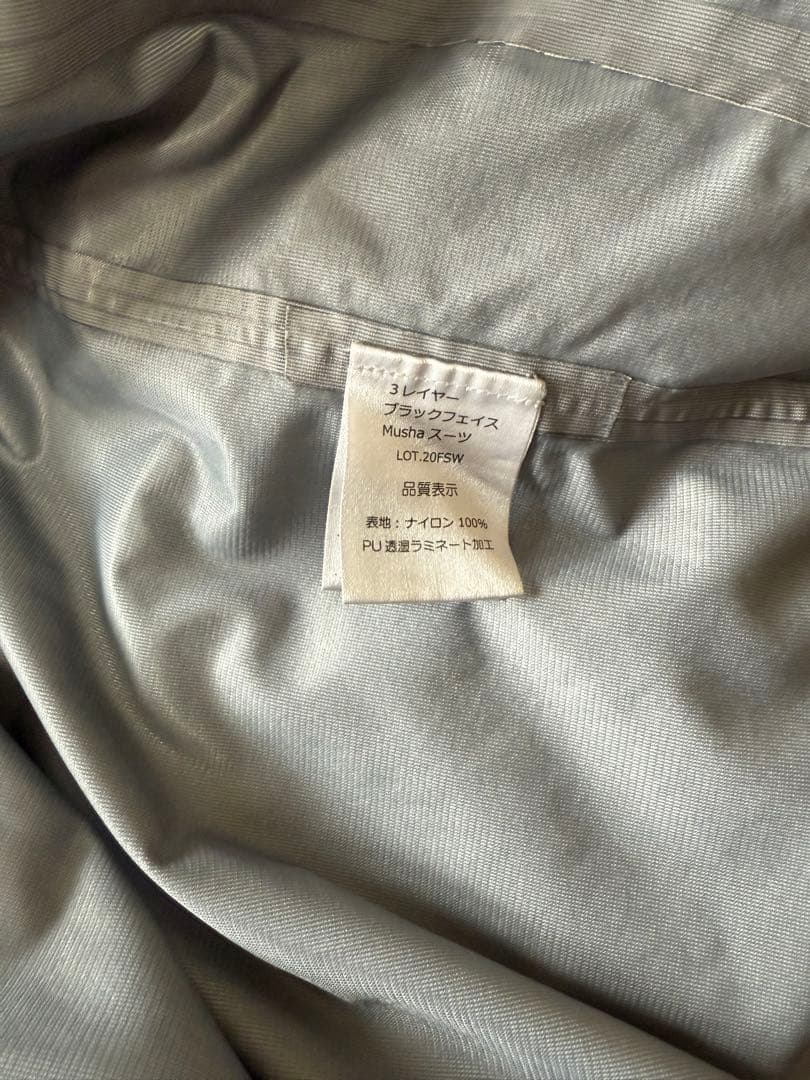 3レイヤー
ブラックフェイス
Musha スーツ
LOT.20FSW
品質表示
表地：ナイロン 100%
PU透湿ラミネート加工